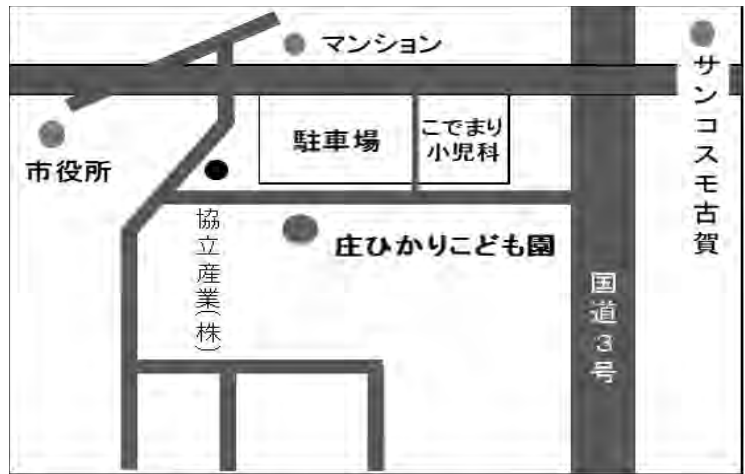 マンション
サンコスモ古賀
駐車場
こでまり
小児科
市役所
協立産業(株)
庄ひかりこども園
国道3号